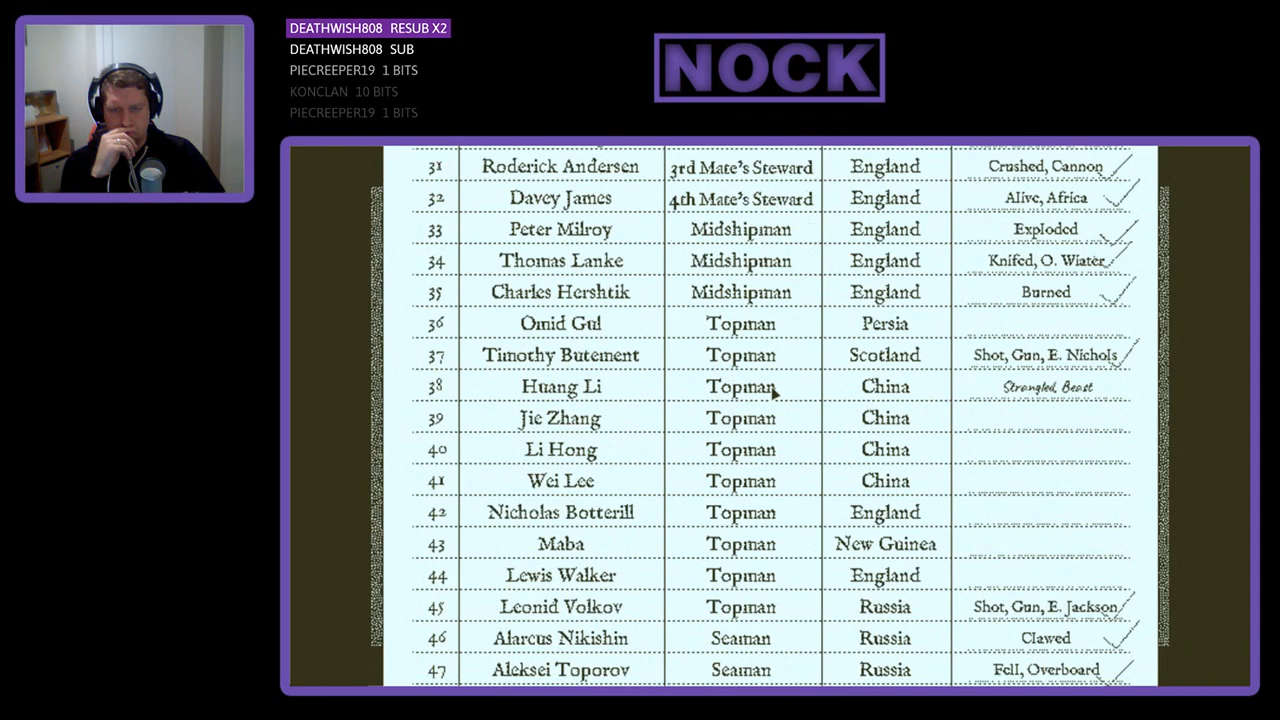 DEATHWISH808 RESUB X2
DEATHWISH808 SUB
PIECREEPER19 1 BITS
KONCLAN 10 BITS
PIECREEPER19 1 BITS
NOCK
31 Roderick Andersen 3rd Mate's Steward England Crushed, Cannon
32 Davey James 4th Mate's Steward England Alive, Africa
33 Peter Milroy Midshipman England Exploded
34 Thomas Lanke Midshipman England Knifed, O. Wiater
35 Charles Hershtik Midshipman England Burned
36 Omid Gul Topman Persia
37 Timothy Butement Topman Scotland Shot, Gun, E. Nichols
38 Huang Li Topman China Strangled, Beast
39 Jie Zhang Topman China
40 Li Hong Topman China
41 Wei Lee Topman China
42 Nicholas Botterill Topman England
43 Maba Topman New Guinea
44 Lewis Walker Topman England
45 Leonid Volkov Topman Russia Shot, Gun, E. Jackson
46 Alarcus Nikishin Seaman Russia Clawed
47 Aleksei Toporov Seaman Russia Fell, Overboard